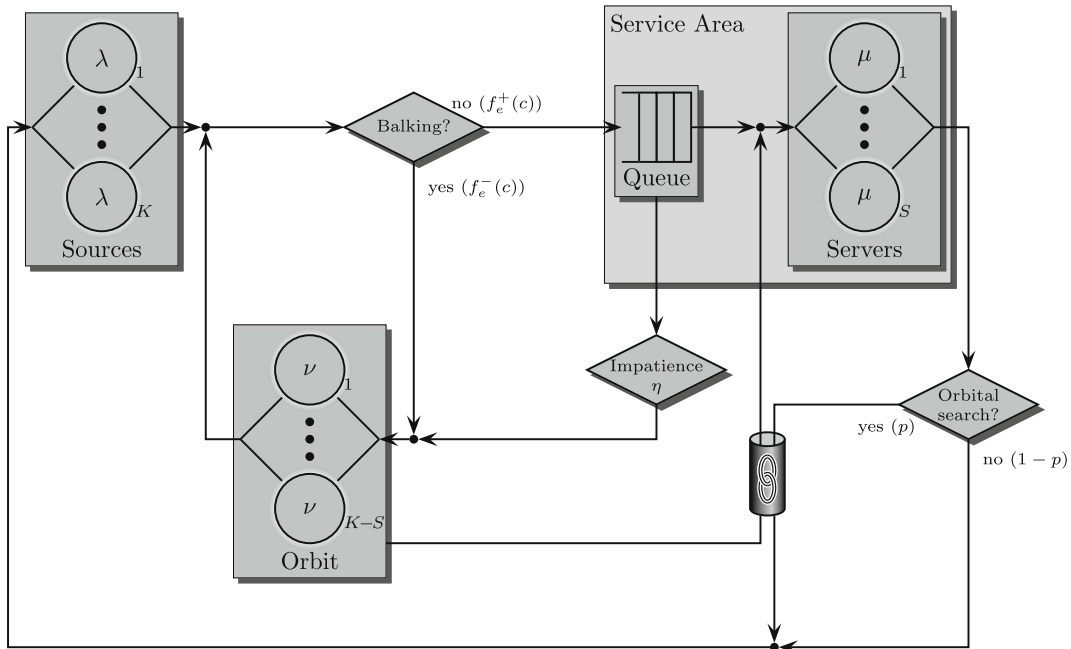 Service Area
λ
1
λ
K
Sources
Balking?
no (f_e^+(c))
yes (f_e^−(c))
Queue
μ
1
μ
S
Servers
ν
1
ν
K−S
Orbit
Impatience
η
Orbital
search?
yes (p)
no (1 − p)